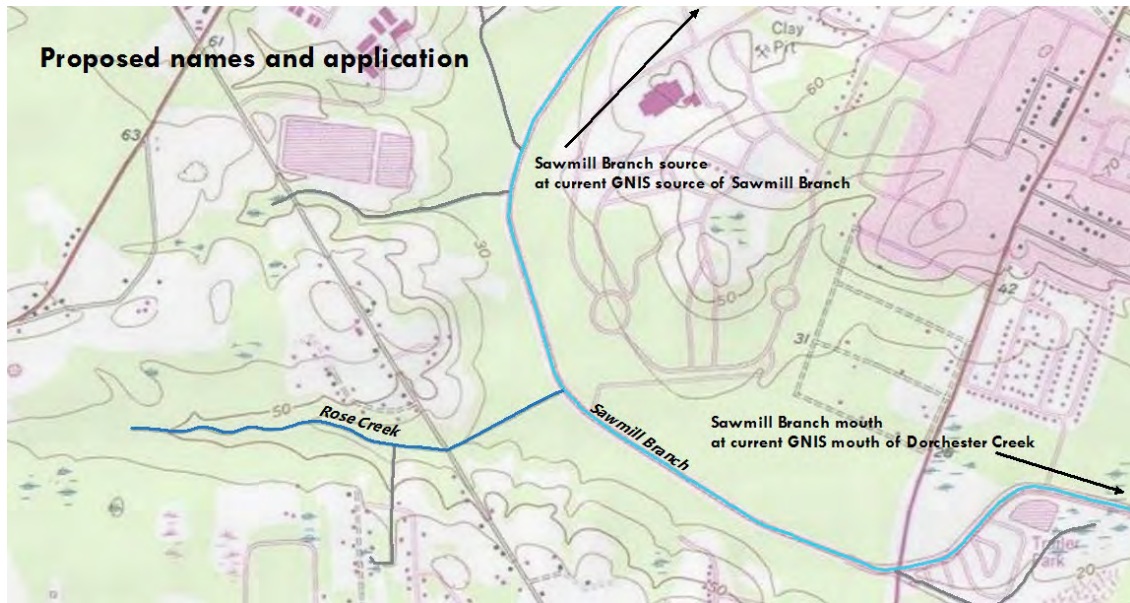 Proposed names and application
61
63
Clay
Pit
60
Sawmill Branch source
at current GNIS source of Sawmill Branch
70
30
50
42
31
50
Rose Creek
Sawmill Branch
Sawmill Branch mouth
at current GNIS mouth of Dorchester Creek
28
Trailer
Park
50
20